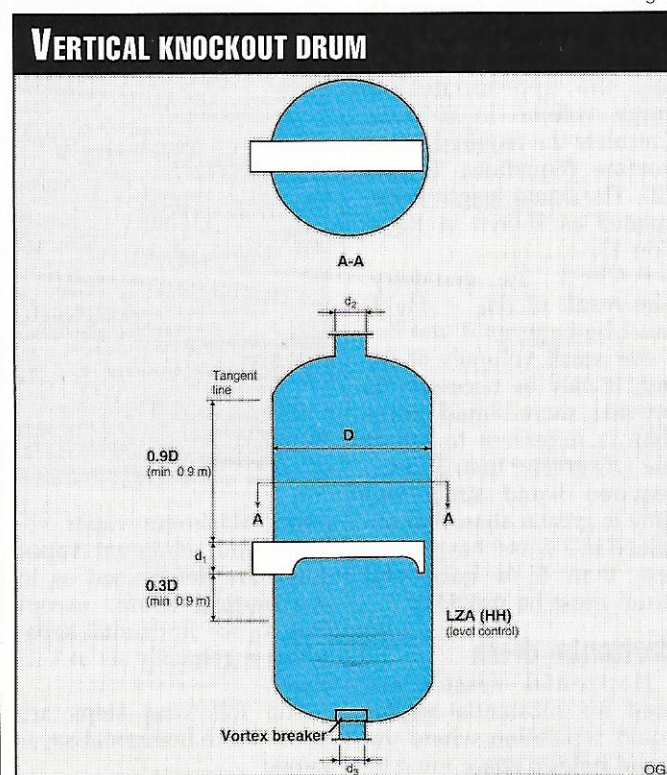 VERTICAL KNOCKOUT DRUM
A-A
d₂
Tangent
line
D
0.9D
(min 0.9 m)
A A
d₁
0.3D
(min 0.9 m)
LZA (HH)
(level control)
Vortex breaker
d₃
OG